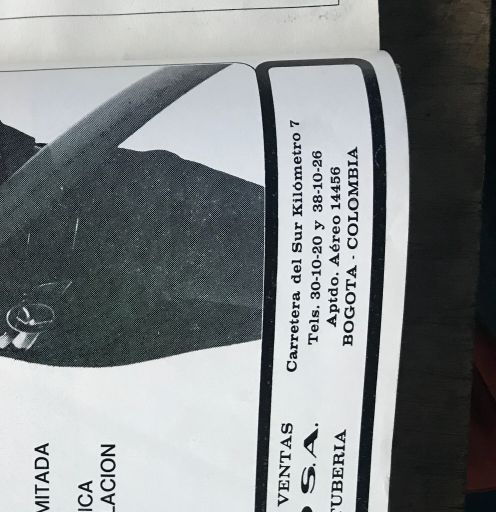 VENTAS
S.A.
TUBERIA
Carretera del Sur Kilómetro 7
Tels. 30-10-20 y 38-10-26
Aptdo. Aéreo 14456
BOGOTA - COLOMBIA
MITADA
ICA
LACION